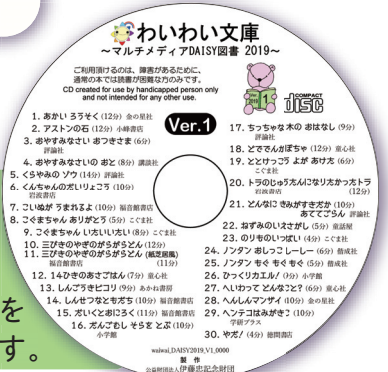 わいわい文庫
～マルチメディアDAISY図書 2019～
ご利用頂けるのは、障害があるために、
通常の本では読書が困難な方のみです。
CD created for use by handicapped person only
and not intended for any other use.
1
COMPACT
disc
Ver.1
1. あかい ろうそく(12分) 金の星社
2. アストンの石(12分) 小峰書店
3. おやすみなさい おつきさま(6分)
評論社
4. おやすみなさいの おと(8分) 講談社
5. くらやみの ゾウ(14分) 評論社
6. くんちゃんのだいりょこう(10分)
岩波書店
7. こいぬが うまれるよ(10分) 福音館書店
8. こぐまちゃん ありがとう(5分) こぐま社
9. こぐまちゃん いたいいたい(8分) こぐま社
10. 三びきのやぎのがらがらどん(12分)
11. 三びきのやぎのがらがらどん(紙芝居風)
福音館書店 (11分)
12. 14ひきのあさごはん(7分) 童心社
13. しんごうきピコリ(9分) あかね書房
14. しんせつなともだち(10分) 福音館書店
15. だいくとおにろく(11分) 福音館書店
16. だんごむし そらを とぶ(10分)
小学館
17. ちっちゃな木の おはなし(9分)
評論社
18. どででんかぼちゃ(12分) 童心社
19. ととけっこう よが あけた(6分)
こぐま社
20. トラのじゅうたんになりたかったトラ
岩波書店 (12分)
21. どんなに きみがすきだか(10分)
あててごらん 評論社
22. ねずみのいえさがし(5分) 童話屋
23. のりものいっぱい(4分) こぐま社
24. ノンタン おしっこしーしー(6分) 偕成社
25. ノンタン もぐ もぐ もぐ(5分) 偕成社
26. ひっくりカエル!(9分) 小学館
27. へいわって どんなこと?(6分) 童心社
28. へんしんマンザイ(10分) 金の星社
29. ヘンテコはみがきこ(10分)
学研プラス
30. やだ!(4分) 徳間書店
waiwai_DAISY2019_V1_0000
製 作
公益財団法人伊藤忠記念財団
を
す。